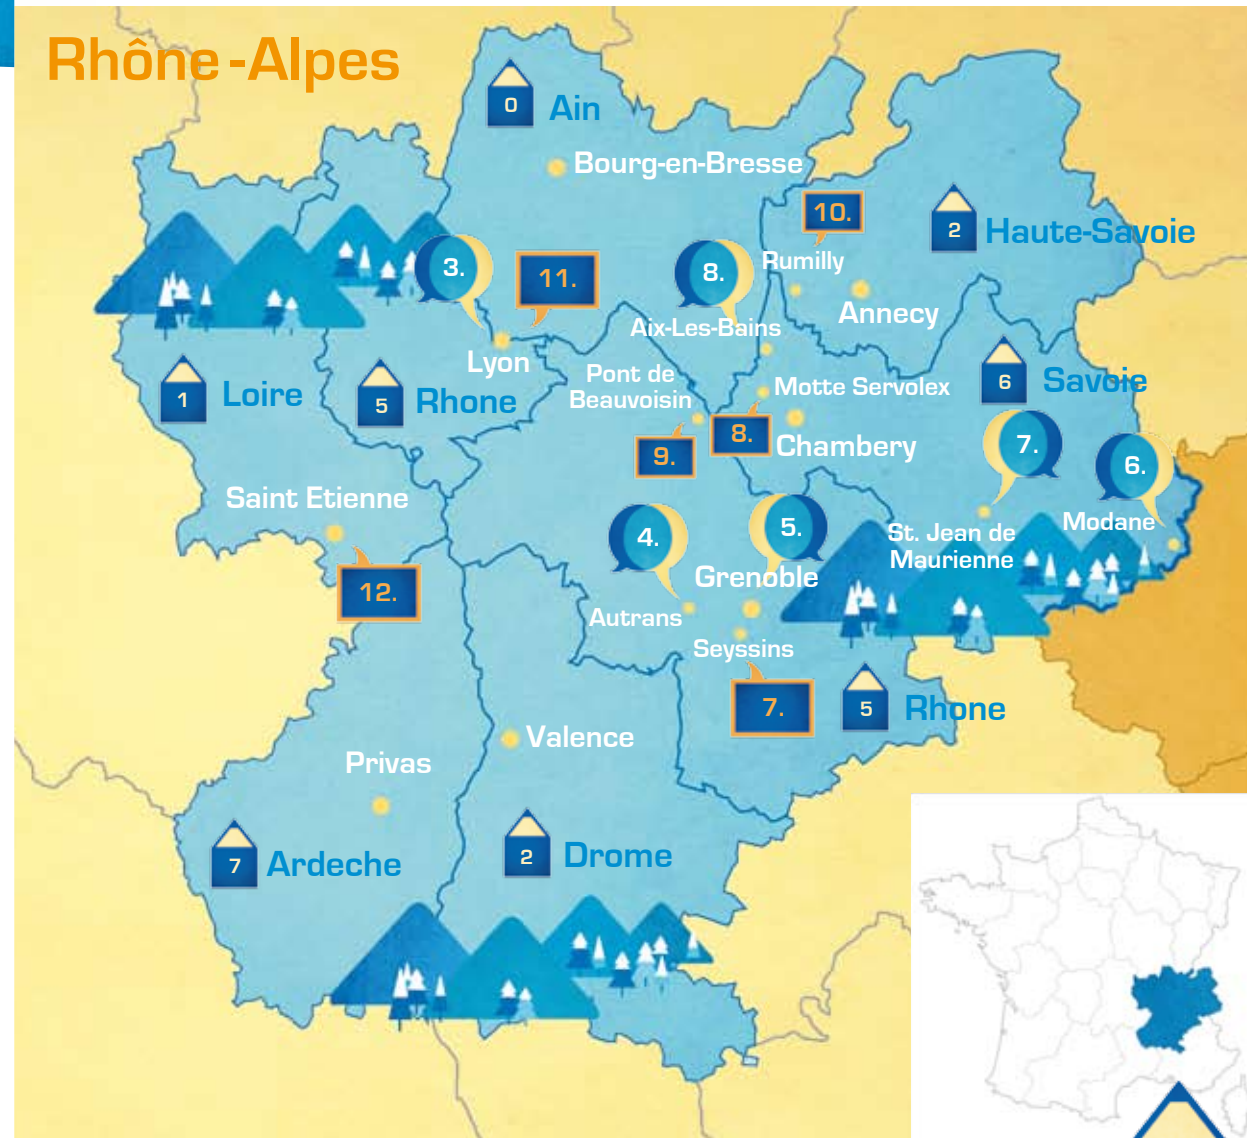 Rhône-Alpes
0
Ain
Bourg-en-Bresse
10.
2
Haute-Savoie
3.
11.
8.
Rumilly
Annecy
Aix-Les-Bains
Lyon
1
Loire
5
Rhone
Pont de
Beauvoisin
Motte Servolex
6
Savoie
9.
8.
Chambery
7.
6.
Saint Etienne
4.
5.
St. Jean de
Maurienne
Modane
12.
Grenoble
Autrans
Seyssins
7.
5
Rhone
Valence
Privas
7
Ardeche
2
Drome